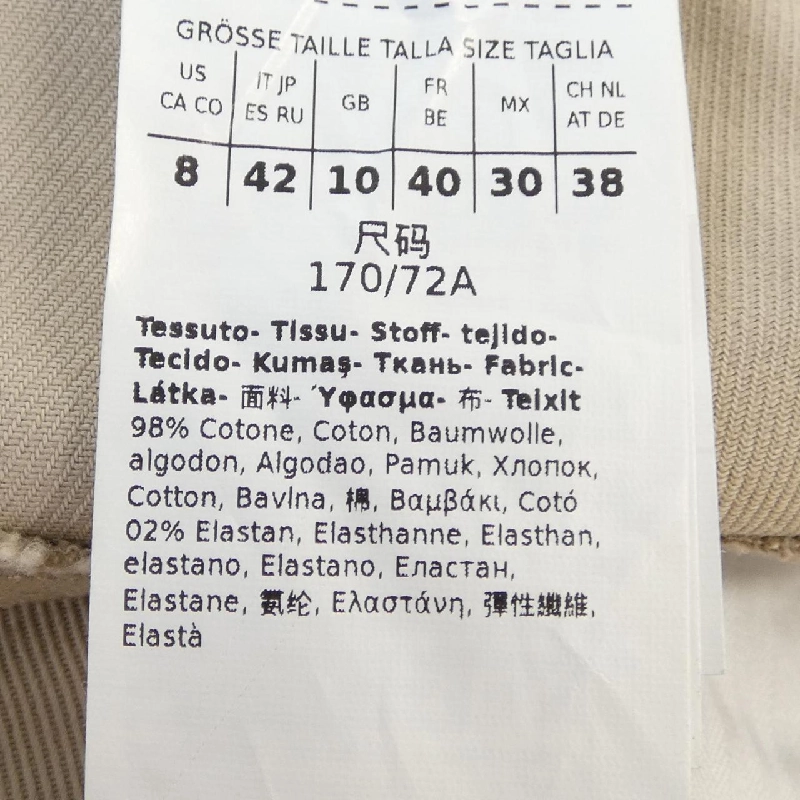 GRÖSSE TAILLE TALLA SIZE TAGLIA
US CA CO | IT JP ES RU | GB | FR BE | MX | CH NL AT DE
8 | 42 | 10 | 40 | 30 | 38
尺码
170/72A
Tessuto- Tissu- Stoff- tejido-
Tecido- Kumaş- Ткань- Fabric-
Látka- 面料- Ύφασμα- 布- Teixit
98% Cotone, Coton, Baumwolle,
algodon, Algodao, Pamuk, Хлопок,
Cotton, Bavlna, 棉, Βαμβάκι, Cotó
02% Elastan, Elasthanne, Elasthan,
elastano, Elastano, Еластан,
Elastane, 氨纶, Ελαστάνη, 彈性纖維,
Elastà